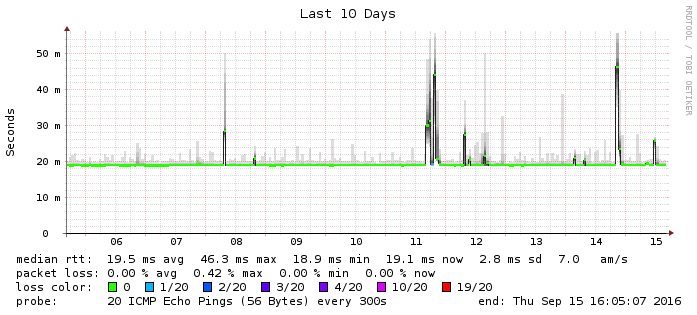 Last 10 Days
RRDTOOL / TOBI OETIKER
Seconds
50 m
40 m
30 m
20 m
10 m
0
06 07 08 09 10 11 12 13 14 15
median rtt: 19.5 ms avg 46.3 ms max 18.9 ms min 19.1 ms now 2.8 ms sd 7.0 am/s
packet loss: 0.00 % avg 0.42 % max 0.00 % min 0.00 % now
loss color: 0 1/20 2/20 3/20 4/20 10/20 19/20
probe: 20 ICMP Echo Pings (56 Bytes) every 300s end: Thu Sep 15 16:05:07 2016